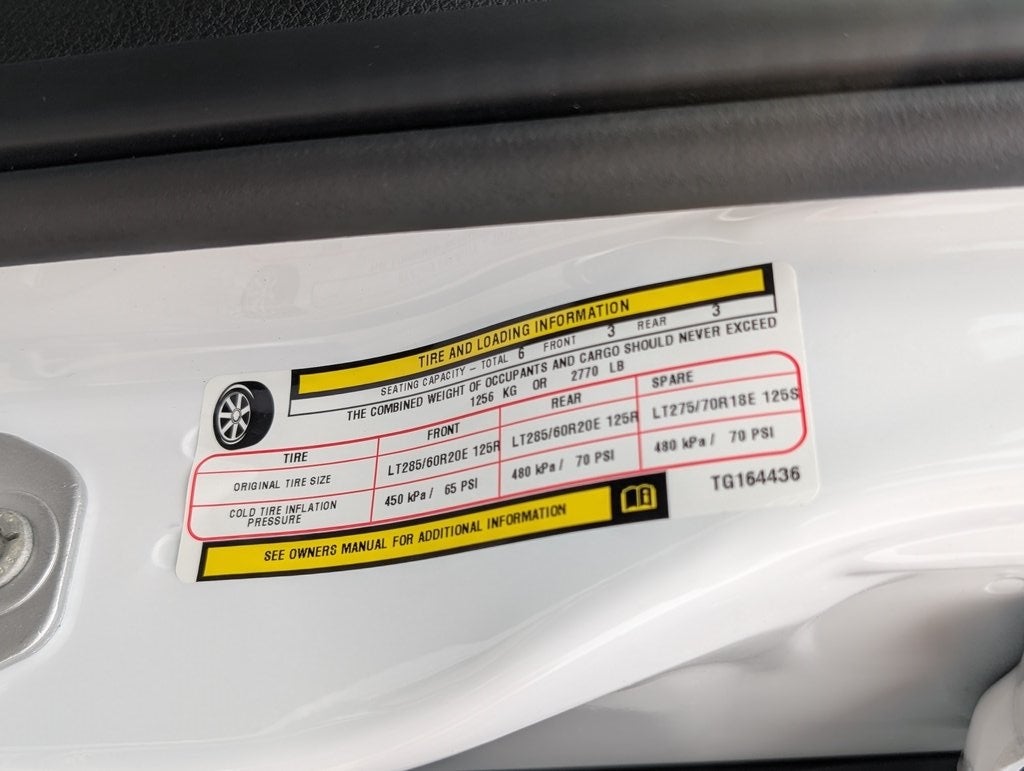 TIRE AND LOADING INFORMATION
SEATING CAPACITY - TOTAL 6 FRONT 3 REAR 3
THE COMBINED WEIGHT OF OCCUPANTS AND CARGO SHOULD NEVER EXCEED
1256 KG OR 2770 LB
TIRE FRONT REAR SPARE
ORIGINAL TIRE SIZE LT285/60R20E 125R LT285/60R20E 125R LT275/70R18E 125S
COLD TIRE INFLATION PRESSURE 450 kPa / 65 PSI 480 kPa / 70 PSI 480 kPa / 70 PSI
TG164436
SEE OWNERS MANUAL FOR ADDITIONAL INFORMATION